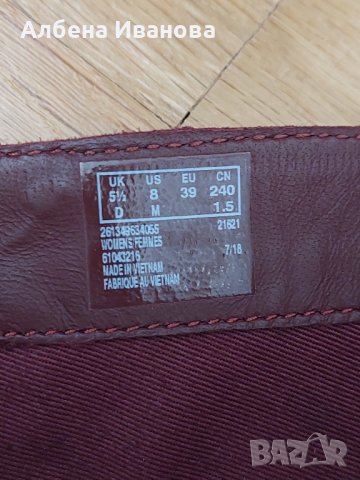 Албена Иванова
UK US EU CN
5½ 8 39 240
D M 1.5
261349634055 21621
WOMEN'S/FEMMES
61043216 7/18
MADE IN VIETNAM
FABRIQUE AU VIETNAM
BAZAR